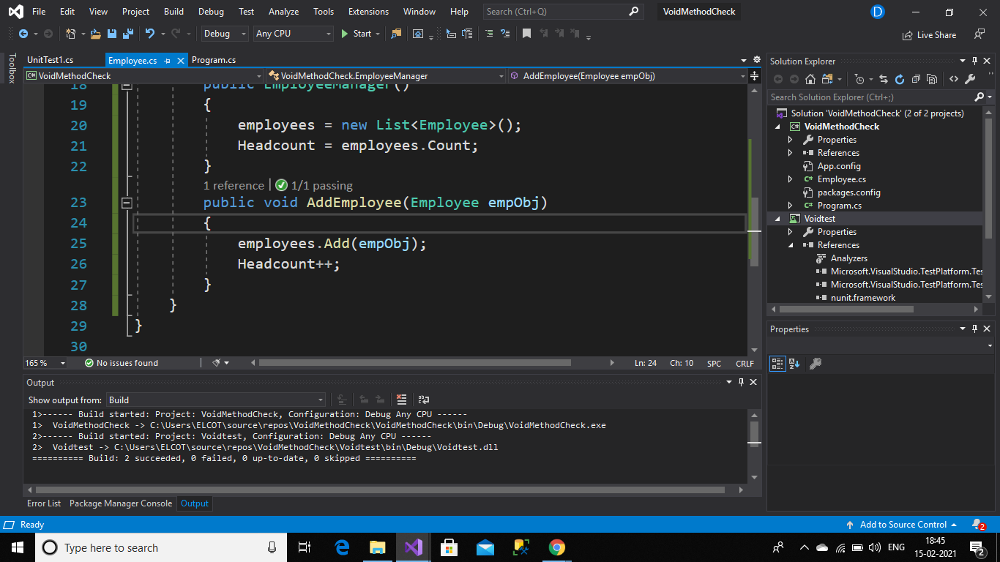 File Edit View Project Build Debug Test Analyze Tools Extensions Window Help Search (Ctrl+Q) VoidMethodCheck D
Debug Any CPU Start Live Share
Toolbox
UnitTest1.cs Employee.cs Program.cs
VoidMethodCheck VoidMethodCheck.EmployeeManager AddEmployee(Employee empObj)
18 public EmployeeManager()
19 {
20 employees = new List<Employee>();
21 Headcount = employees.Count;
22 }
1 reference | 1/1 passing
23 public void AddEmployee(Employee empObj)
24 {
25 employees.Add(empObj);
26 Headcount++;
27 }
28 }
29 }
30
165 % No issues found Ln: 24 Ch: 10 SPC CRLF
Output
Show output from: Build
1>------ Build started: Project: VoidMethodCheck, Configuration: Debug Any CPU ------
1> VoidMethodCheck -> C:\Users\ELCOT\source\repos\VoidMethodCheck\VoidMethodCheck\bin\Debug\VoidMethodCheck.exe
2>------ Build started: Project: Voidtest, Configuration: Debug Any CPU ------
2> Voidtest -> C:\Users\ELCOT\source\repos\VoidMethodCheck\Voidtest\bin\Debug\Voidtest.dll
========== Build: 2 succeeded, 0 failed, 0 up-to-date, 0 skipped ==========
Error List Package Manager Console Output
Solution Explorer
Search Solution Explorer (Ctrl+;)
Solution 'VoidMethodCheck' (2 of 2 projects)
C# VoidMethodCheck
Properties
References
App.config
C# Employee.cs
packages.config
C# Program.cs
Voidtest
Properties
References
Analyzers
Microsoft.VisualStudio.TestPlatform.Tes
Microsoft.VisualStudio.TestPlatform.Tes
nunit.framework
Properties
Ready Add to Source Control 2
Type here to search ENG 18:45
15-02-2021 2